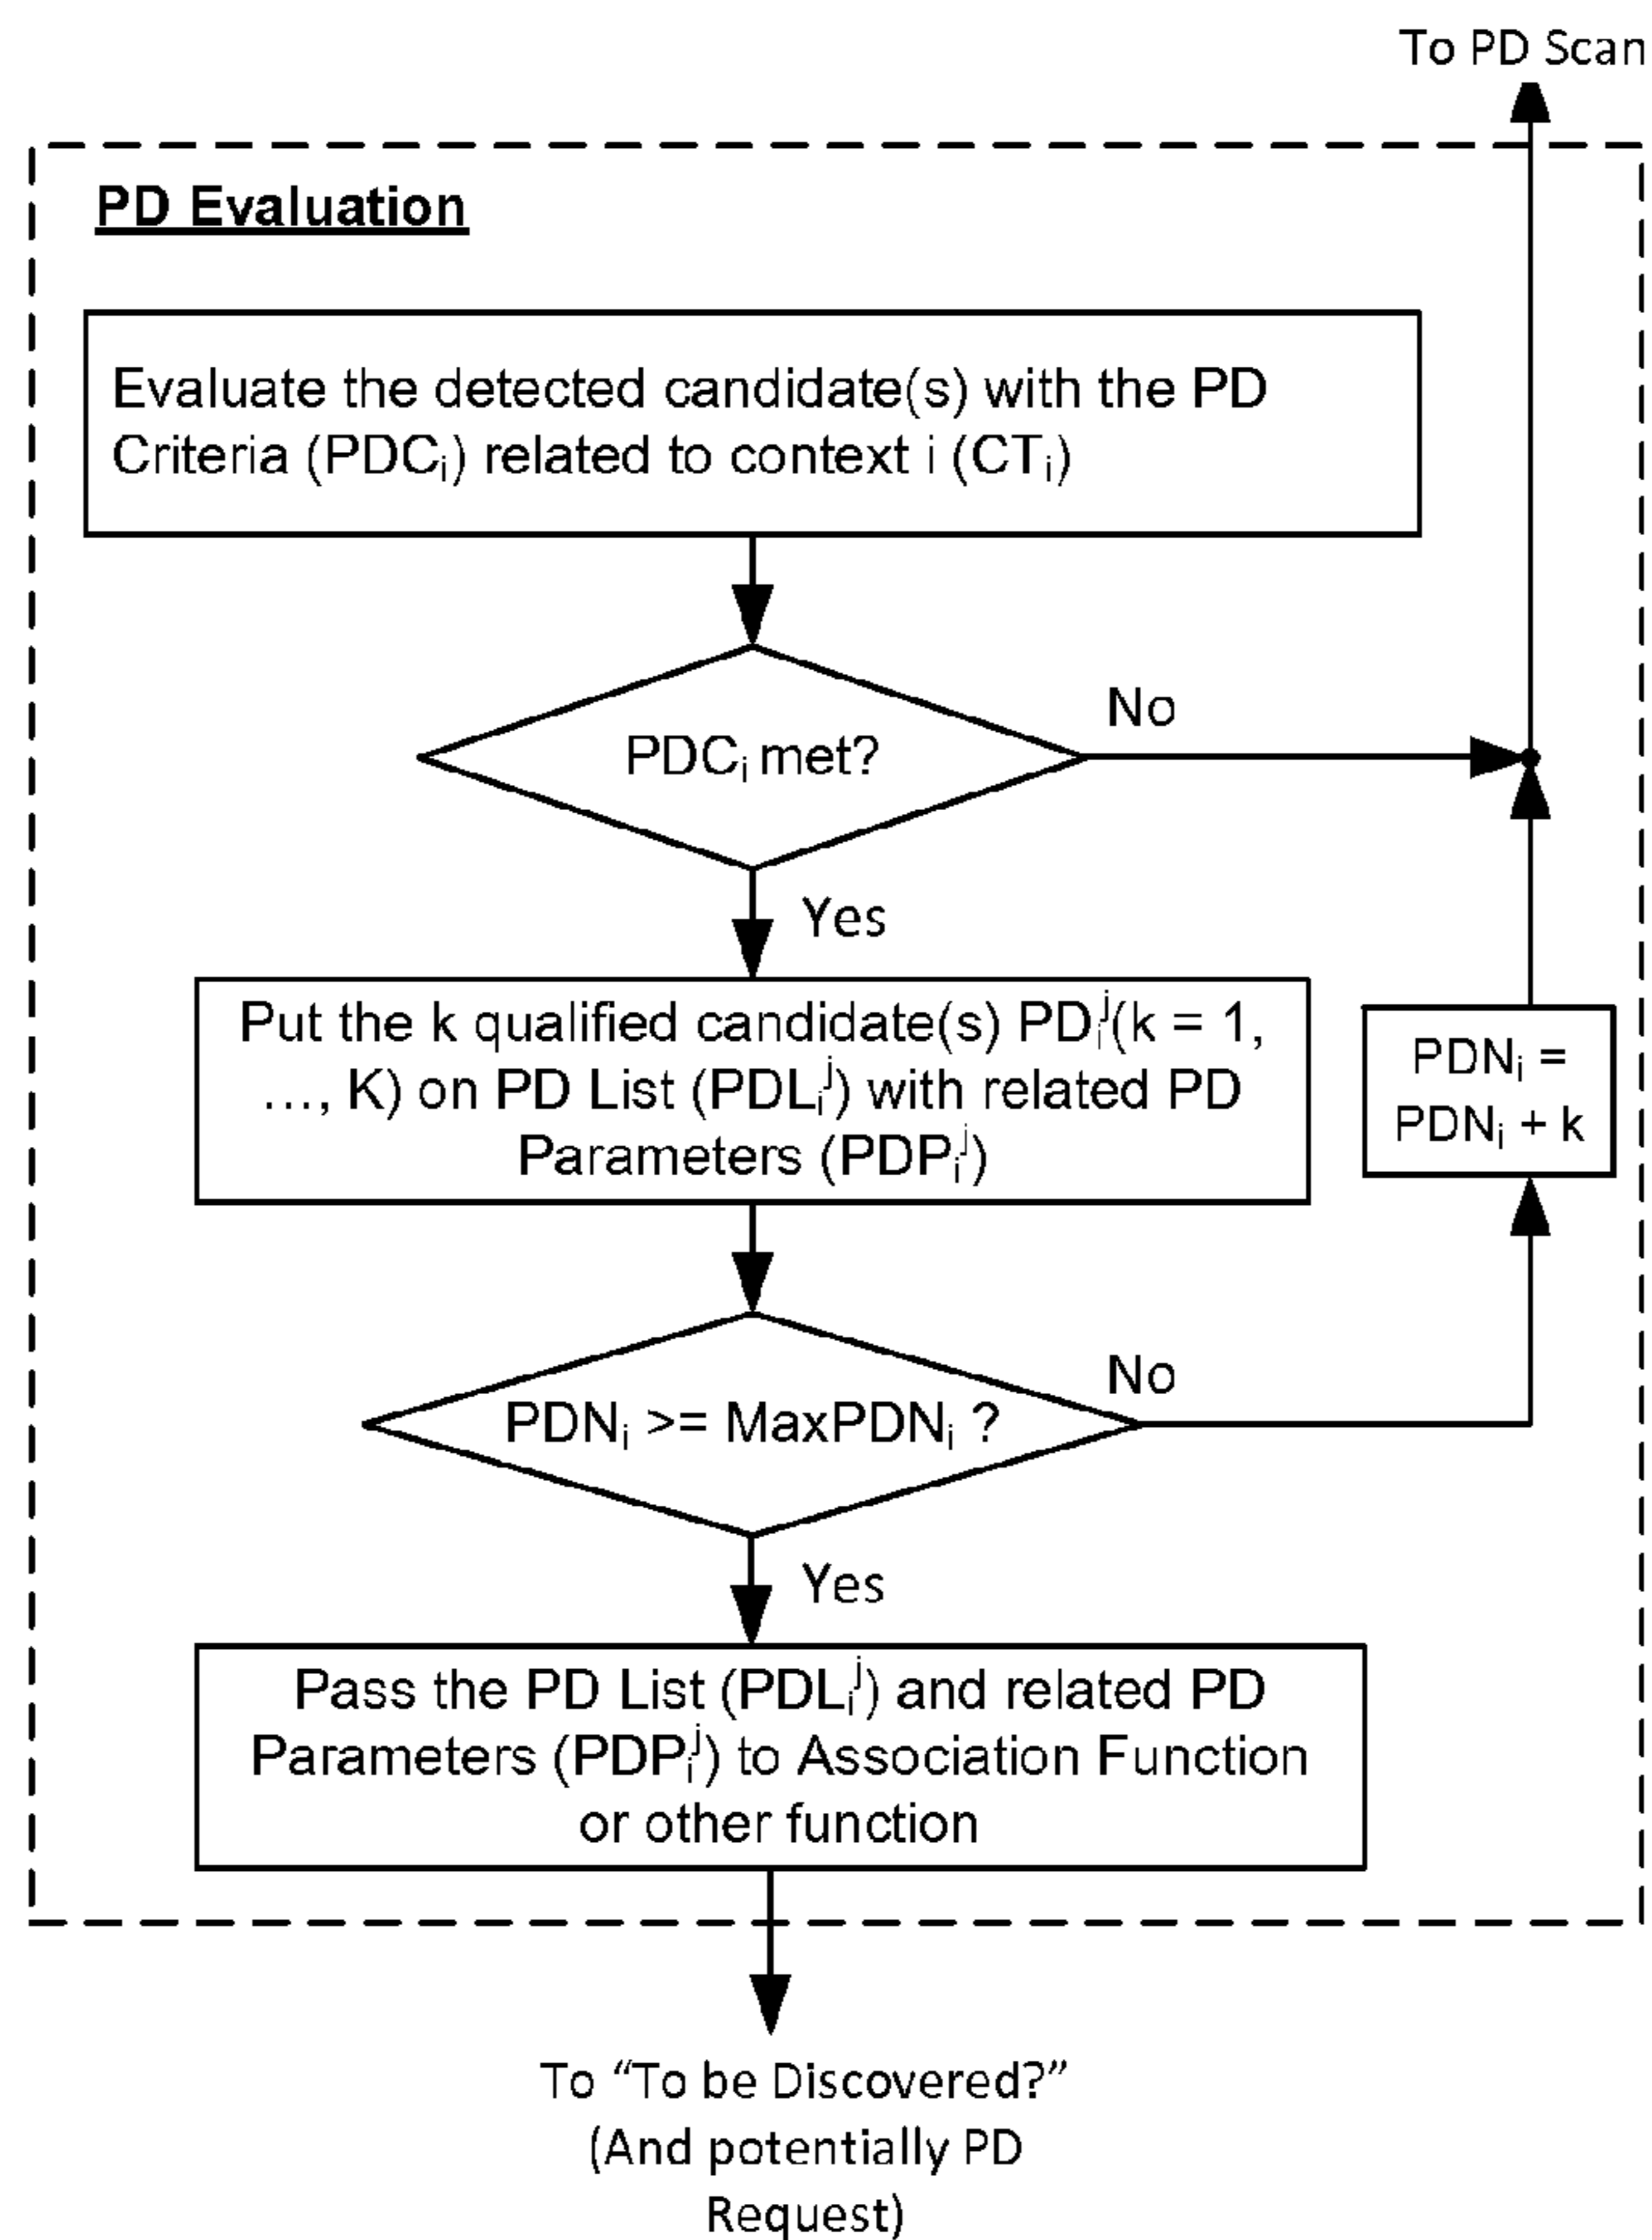 To PD Scan
PD Evaluation
Evaluate the detected candidate(s) with the PD
Criteria (PDCᵢ) related to context i (CTᵢ)
PDCᵢ met?
No
Yes
Put the k qualified candidate(s) PDᵢʲ(k = 1,
..., K) on PD List (PDLᵢʲ) with related PD
Parameters (PDPᵢʲ)
PDNᵢ =
PDNᵢ + k
PDNᵢ >= MaxPDNᵢ ?
No
Yes
Pass the PD List (PDLᵢʲ) and related PD
Parameters (PDPᵢʲ) to Association Function
or other function
To “To be Discovered?”
(And potentially PD
Request)